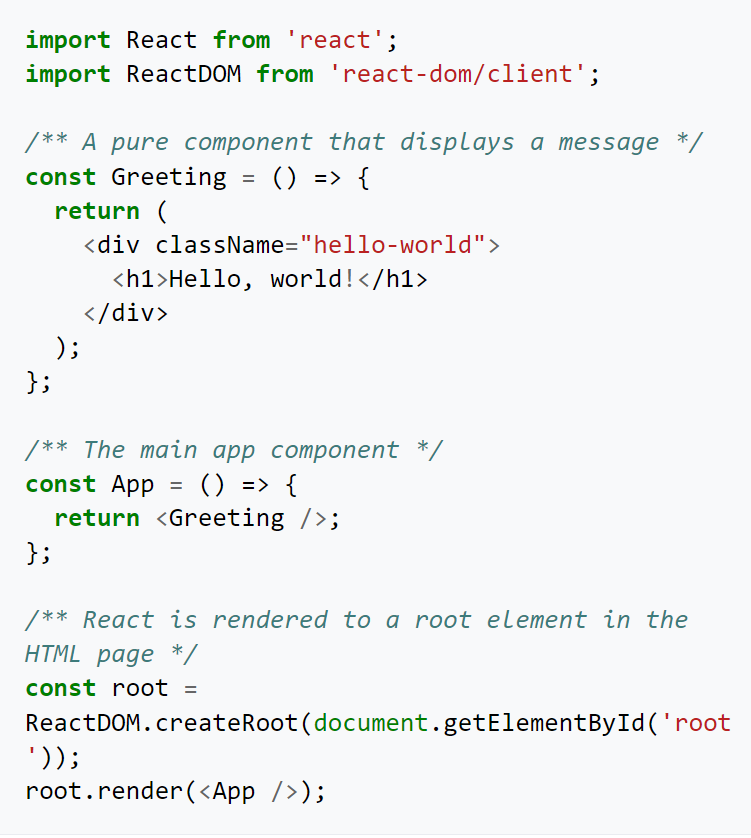 import React from 'react';
import ReactDOM from 'react-dom/client';
/** A pure component that displays a message */
const Greeting = () => {
  return (
    <div className="hello-world">
      <h1>Hello, world!</h1>
    </div>
  );
};
/** The main app component */
const App = () => {
  return <Greeting />;
};
/** React is rendered to a root element in the
HTML page */
const root =
ReactDOM.createRoot(document.getElementById('root
'));
root.render(<App />);